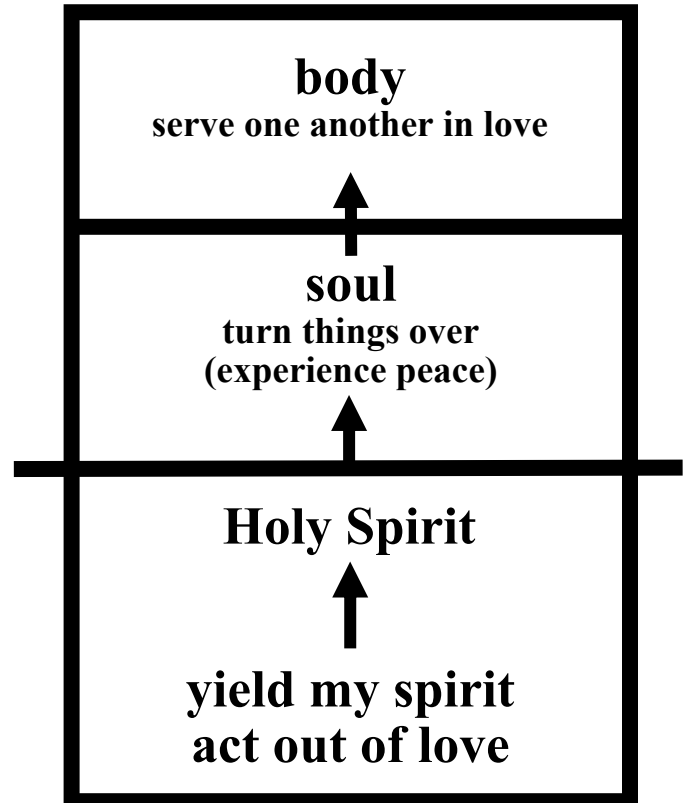 body
serve one another in love
soul
turn things over
(experience peace)
Holy Spirit
yield my spirit
act out of love